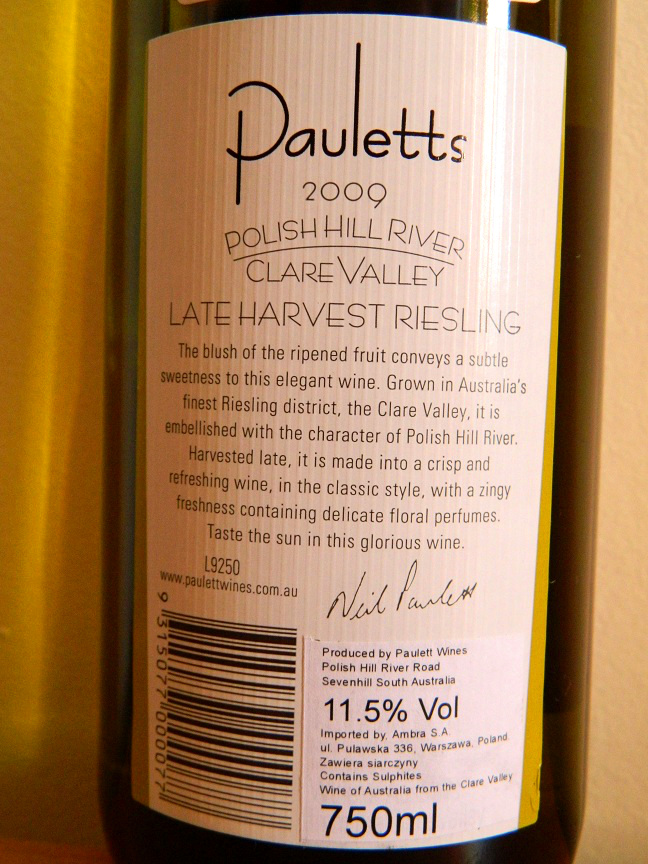 Pauletts
2009
POLISH HILL RIVER
CLARE VALLEY
LATE HARVEST RIESLING
The blush of the ripened fruit conveys a subtle
sweetness to this elegant wine. Grown in Australia's
finest Riesling district, the Clare Valley, it is
embellished with the character of Polish Hill River.
Harvested late, it is made into a crisp and
refreshing wine, in the classic style, with a zingy
freshness containing delicate floral perfumes.
Taste the sun in this glorious wine.
L9250
www.paulettwines.com.au
Neil Paulett
9 315077 000077
Produced by Paulett Wines
Polish Hill River Road
Sevenhill South Australia
11.5% Vol
Imported by, Ambra S.A.
ul. Pulawska 336, Warszawa, Poland
Zawiera siarczyny
Contains Sulphites
Wine of Australia from the Clare Valley
750ml